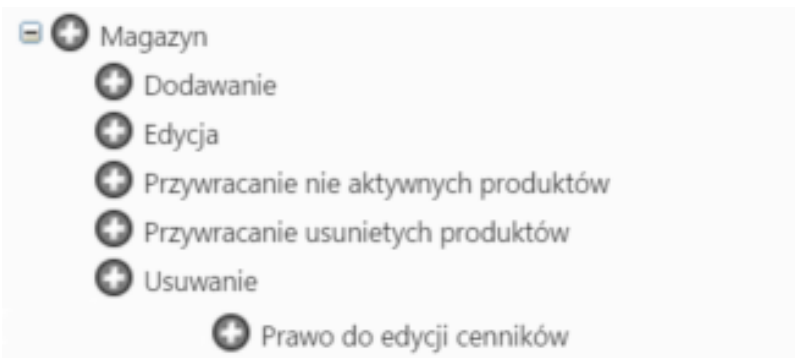 Magazyn
Dodawanie
Edycja
Przywracanie nie aktywnych produktów
Przywracanie usunietych produktów
Usuwanie
Prawo do edycji cenników